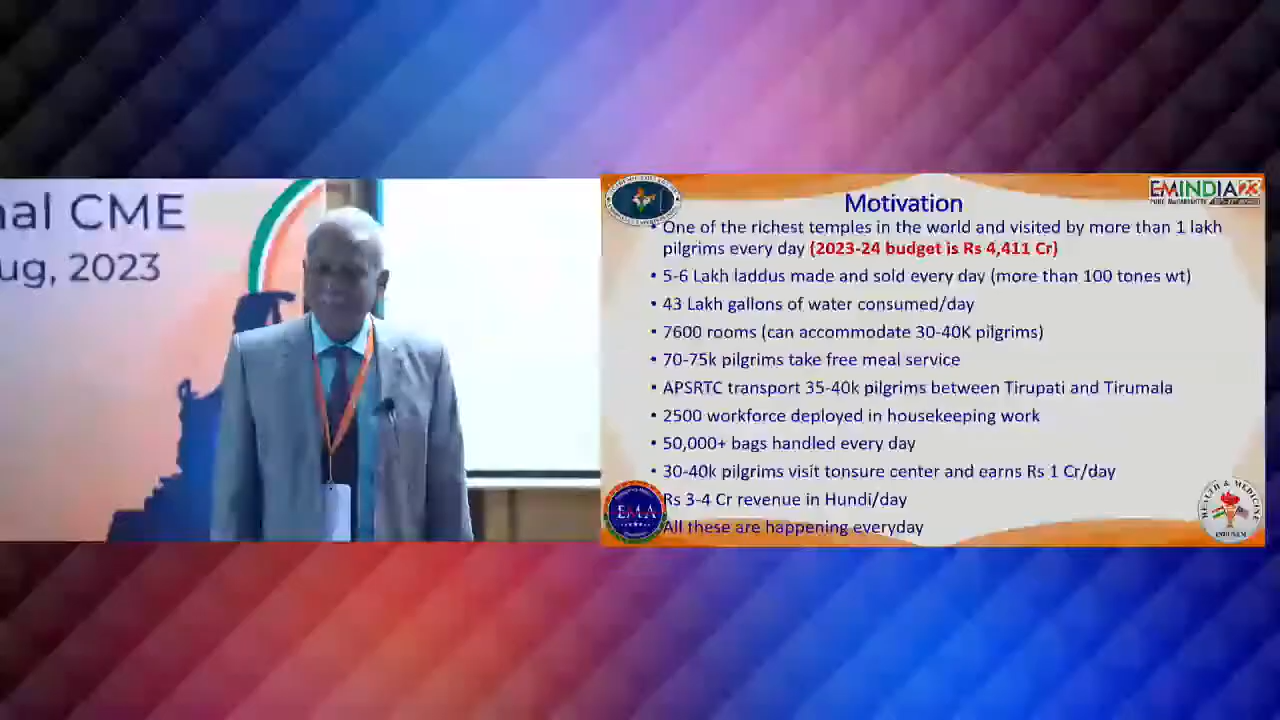 nal CME
ug, 2023
EMINDIA23
Motivation
• One of the richest temples in the world and visited by more than 1 lakh
pilgrims every day (2023-24 budget is Rs 4,411 Cr)
• 5-6 Lakh laddus made and sold every day (more than 100 tones wt)
• 43 Lakh gallons of water consumed/day
• 7600 rooms (can accommodate 30-40K pilgrims)
• 70-75k pilgrims take free meal service
• APSRTC transport 35-40k pilgrims between Tirupati and Tirumala
• 2500 workforce deployed in housekeeping work
• 50,000+ bags handled every day
• 30-40k pilgrims visit tonsure center and earns Rs 1 Cr/day
Rs 3-4 Cr revenue in Hundi/day
All these are happening everyday
EMA
HEALTH & MEDICINE